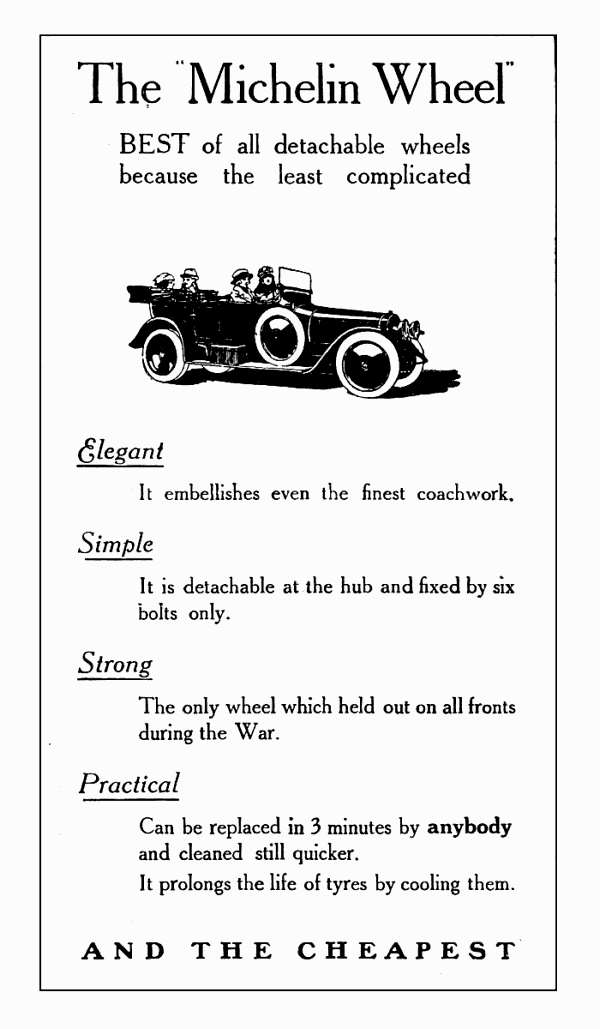 The "Michelin Wheel"
BEST of all detachable wheels
because the least complicated
Elegant
It embellishes even the finest coachwork.
Simple
It is detachable at the hub and fixed by six
bolts only.
Strong
The only wheel which held out on all fronts
during the War.
Practical
Can be replaced in 3 minutes by anybody
and cleaned still quicker.
It prolongs the life of tyres by cooling them.
AND THE CHEAPEST